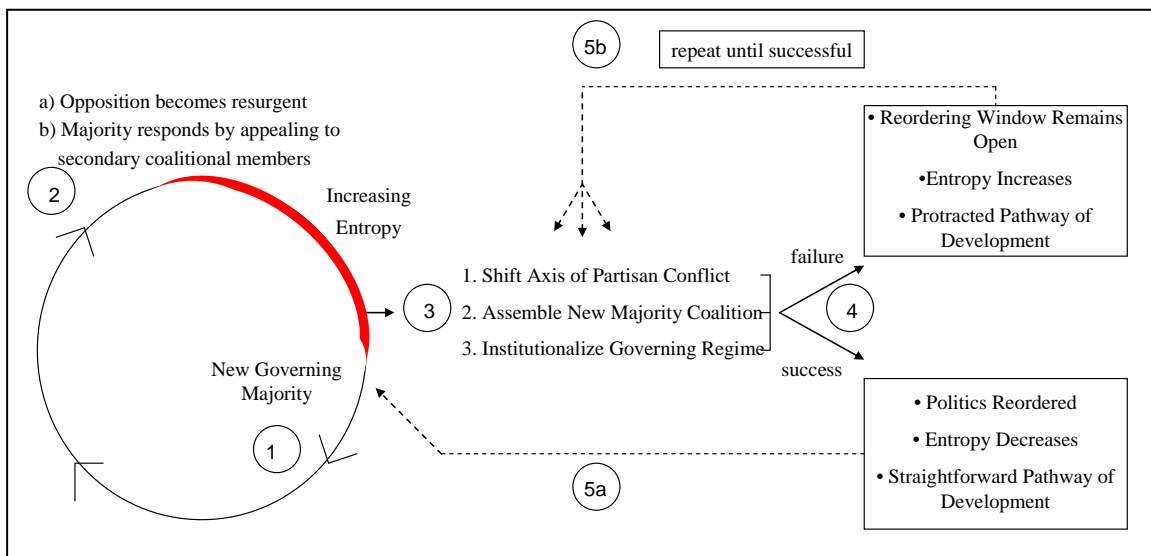 5b
repeat until successful
a) Opposition becomes resurgent
b) Majority responds by appealing to
secondary coalitional members
2
Increasing
Entropy
• Reordering Window Remains
Open
•Entropy Increases
• Protracted Pathway of
Development
3
1. Shift Axis of Partisan Conflict
2. Assemble New Majority Coalition
3. Institutionalize Governing Regime
failure
4
success
New Governing
Majority
1
5a
• Politics Reordered
• Entropy Decreases
• Straightforward Pathway of
Development